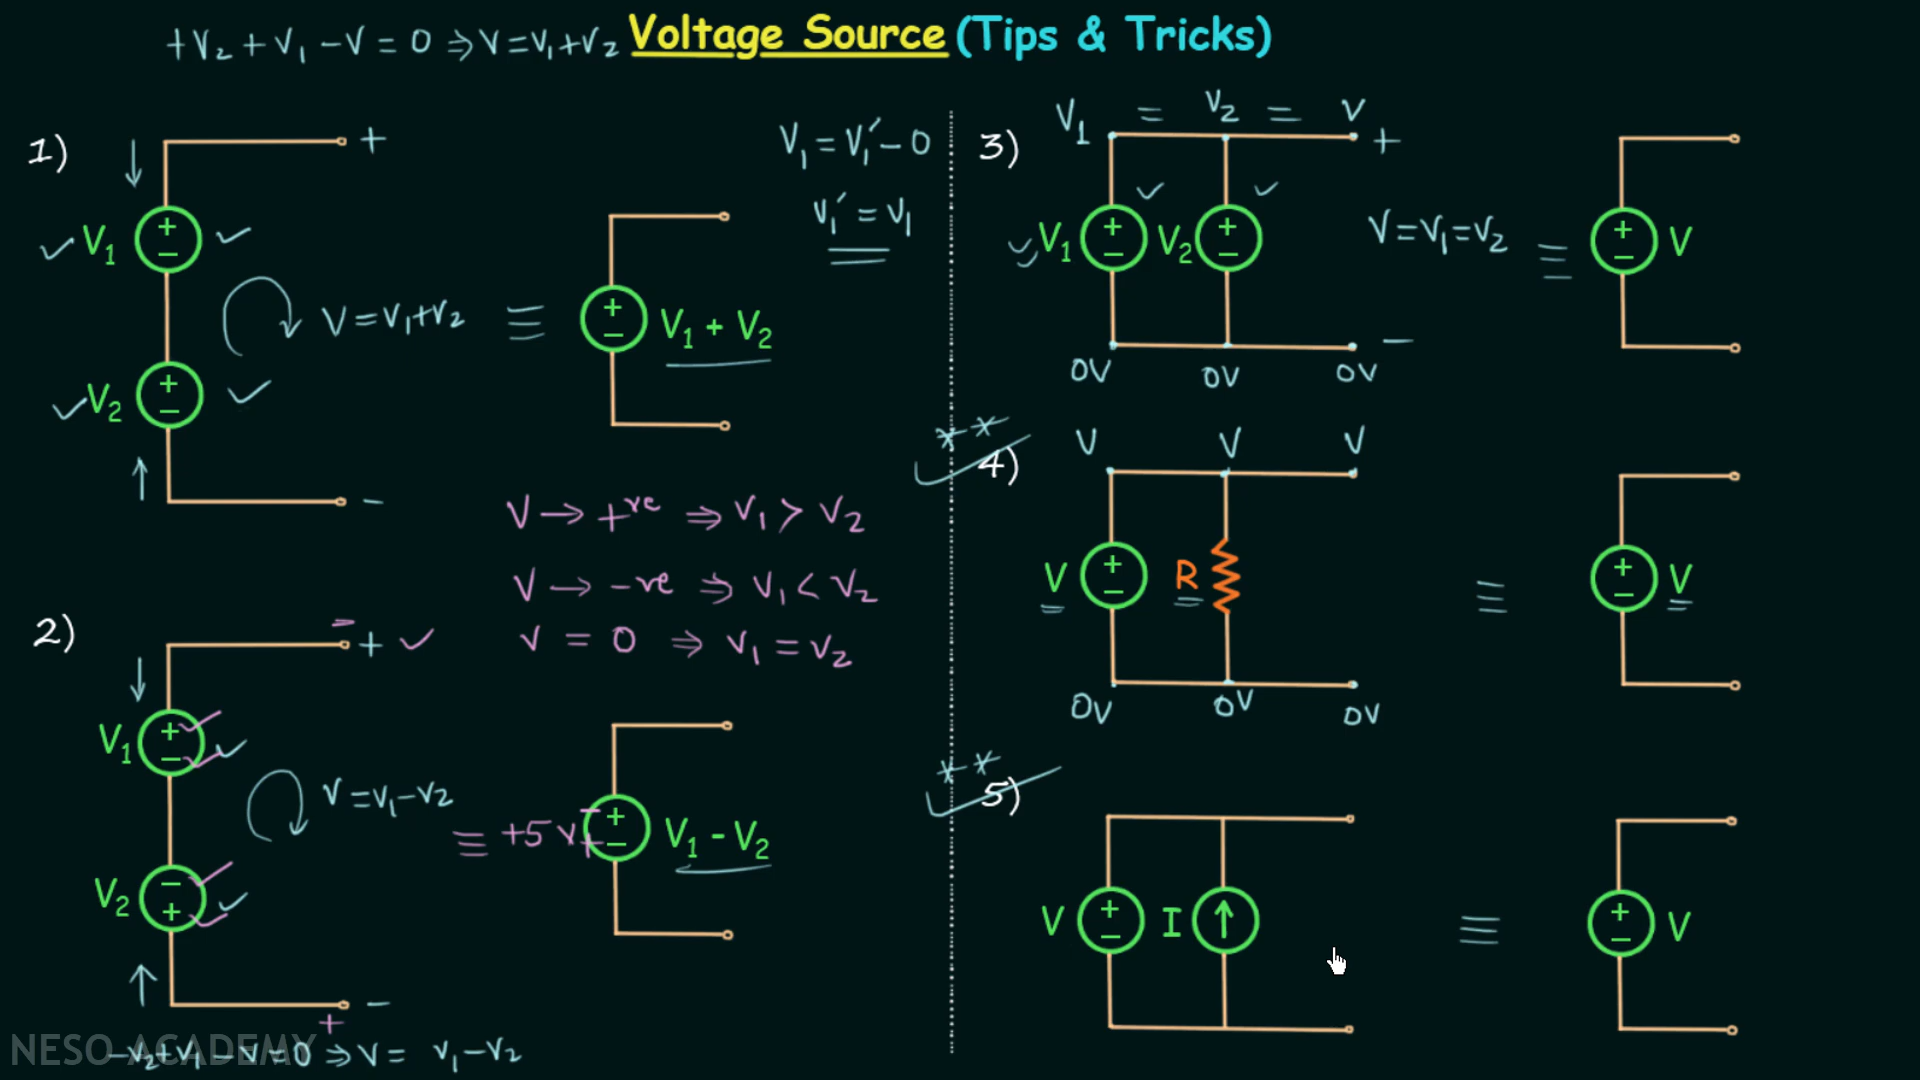 +V₂ + V₁ - V = 0 ⇒ V = V₁ + V₂ Voltage Source (Tips & Tricks)
1)
+
V₁
+
-
V₂
+
-
-
V = V₁ + V₂
≡
+
-
V₁ + V₂
V₁ = V₁′ - 0
V₁′ = V₁
V → +ve ⇒ V₁ > V₂
V → -ve ⇒ V₁ < V₂
V = 0 ⇒ V₁ = V₂
2)
-
+
V₁
+
-
V₂
-
+
-
+
V = V₁ - V₂
≡ +5 V
-
+
+
-
V₁ - V₂
-V₂ + V₁ - V = 0 ⇒ V = V₁ - V₂
NESO ACADEMY
3)
V₁ = V₂ = V
+
V₁
+
-
V₂
+
-
V = V₁ = V₂
≡
+
-
V
-
0V 0V 0V
**
4)
V V V
V
+
-
R
≡
+
-
V
0V 0V 0V
**
5)
V
+
-
I
↑
≡
+
-
V